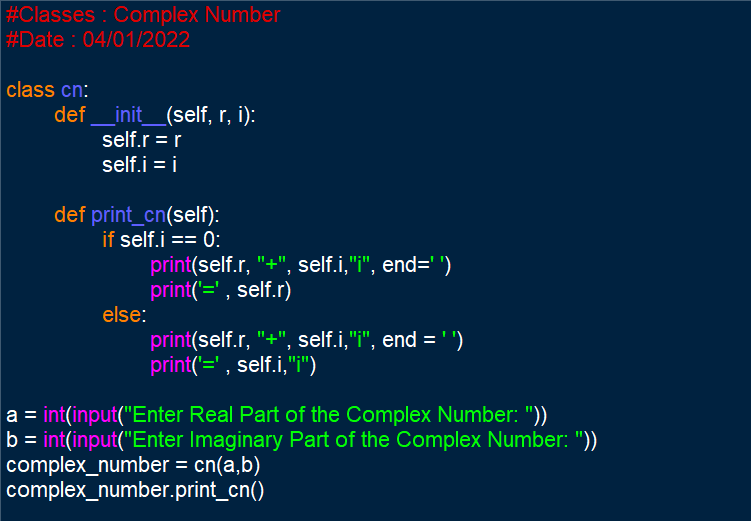 #Classes : Complex Number
#Date : 04/01/2022
class cn:
def __init__(self, r, i):
self.r = r
self.i = i
def print_cn(self):
if self.i == 0:
print(self.r, "+", self.i,"i", end=' ')
print('=' , self.r)
else:
print(self.r, "+", self.i,"i", end = ' ')
print('=' , self.i,"i")
a = int(input("Enter Real Part of the Complex Number: "))
b = int(input("Enter Imaginary Part of the Complex Number: "))
complex_number = cn(a,b)
complex_number.print_cn()